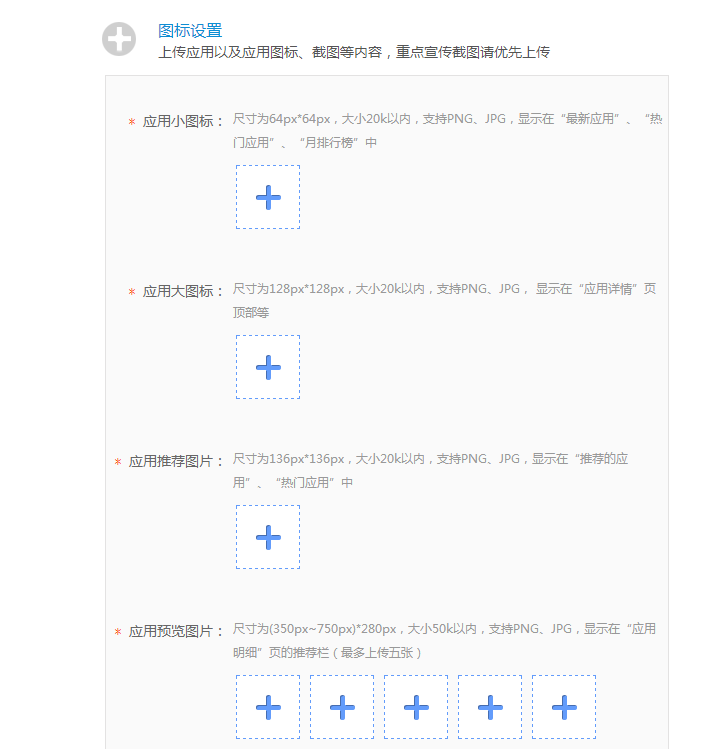 图标设置
上传应用以及应用图标、截图等内容，重点宣传截图请优先上传
* 应用小图标： 尺寸为64px*64px，大小20k以内，支持PNG、JPG，显示在“最新应用”、“热
门应用”、“月排行榜”中
* 应用大图标： 尺寸为128px*128px，大小20k以内，支持PNG、JPG， 显示在“应用详情”页
顶部等
* 应用推荐图片： 尺寸为136px*136px，大小20k以内，支持PNG、JPG，显示在“推荐的应
用”、“热门应用”中
* 应用预览图片： 尺寸为(350px~750px)*280px，大小50k以内，支持PNG、JPG，显示在“应用
明细”页的推荐栏（最多上传五张）